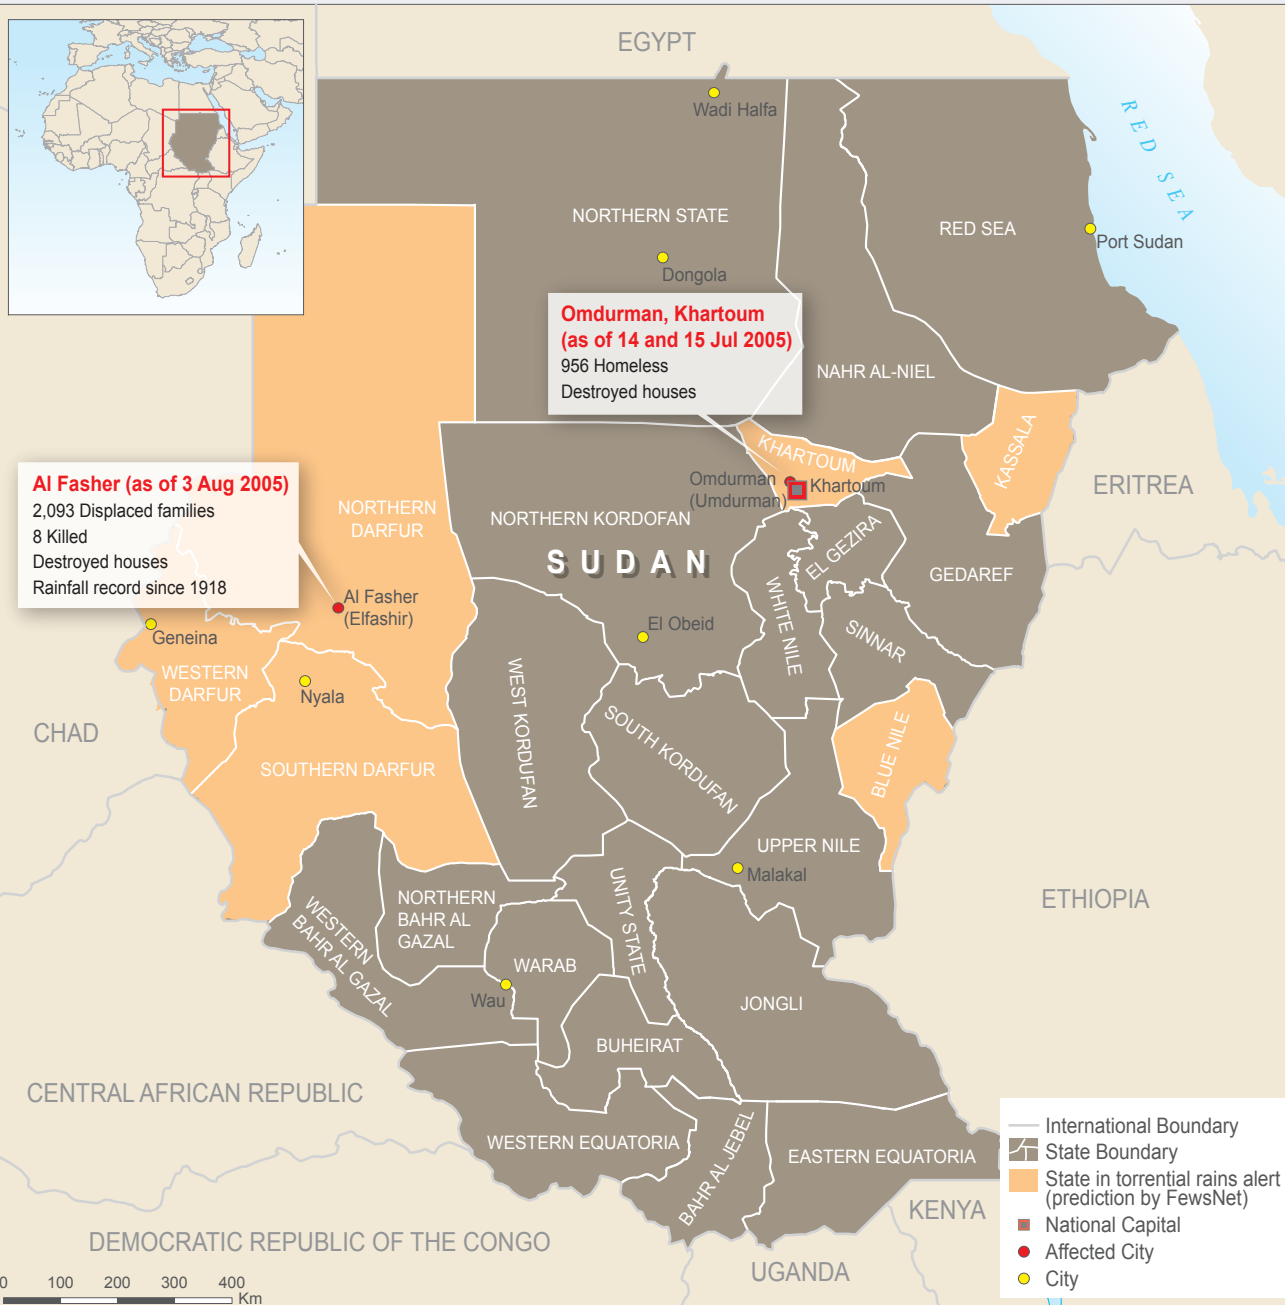 EGYPT
Wadi Halfa
RED SEA
NORTHERN STATE
RED SEA
Port Sudan
Dongola
Omdurman, Khartoum
(as of 14 and 15 Jul 2005)
956 Homeless
Destroyed houses
NAHR AL-NIEL
KASSALA
KHARTOUM
Omdurman
(Umdurman)
Khartoum
ERITREA
Al Fasher (as of 3 Aug 2005)
2,093 Displaced families
8 Killed
Destroyed houses
Rainfall record since 1918
NORTHERN
DARFUR
NORTHERN KORDOFAN
SUDAN
EL GEZIRA
GEDAREF
WHITE NILE
Al Fasher
(Elfashir)
El Obeid
SINNAR
Geneina
WESTERN
DARFUR
Nyala
WEST KORDUFAN
SOUTH KORDUFAN
BLUE NILE
CHAD
SOUTHERN DARFUR
UPPER NILE
Malakal
ETHIOPIA
NORTHERN
BAHR AL
GAZAL
UNITY STATE
WESTERN
BAHR AL GAZAL
WARAB
Wau
JONGLI
BUHEIRAT
CENTRAL AFRICAN REPUBLIC
WESTERN EQUATORIA
BAHR AL JEBEL
EASTERN EQUATORIA
KENYA
DEMOCRATIC REPUBLIC OF THE CONGO
UGANDA
International Boundary
State Boundary
State in torrential rains alert
(prediction by FewsNet)
National Capital
Affected City
City
0 100 200 300 400
Km